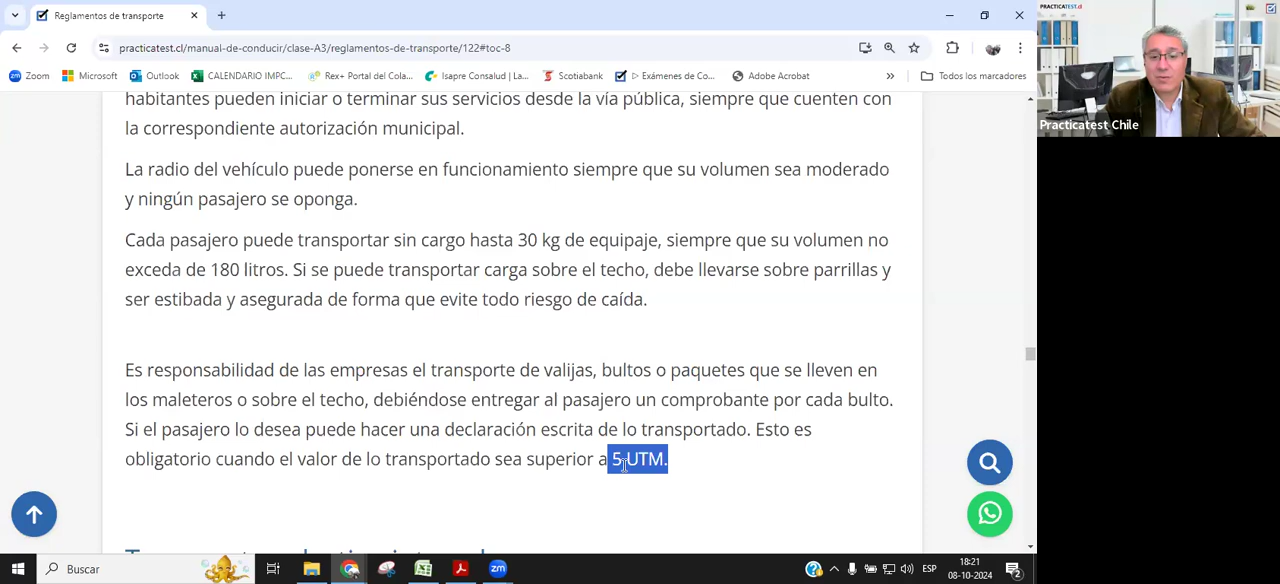 Reglamentos de transporte
practicatest.cl/manual-de-conducir/clase-A3/reglamentos-de-transporte/122#toc-8
Zoom
Microsoft
Outlook
CALENDARIO IMPC...
Rex+ Portal del Cola...
Isapre Consalud | La...
Scotiabank
Exámenes de Co...
Adobe Acrobat
»
Todos los marcadores
habitantes pueden iniciar o terminar sus servicios desde la vía pública, siempre que cuenten con
la correspondiente autorización municipal.
La radio del vehículo puede ponerse en funcionamiento siempre que su volumen sea moderado
y ningún pasajero se oponga.
Cada pasajero puede transportar sin cargo hasta 30 kg de equipaje, siempre que su volumen no
exceda de 180 litros. Si se puede transportar carga sobre el techo, debe llevarse sobre parrillas y
ser estibada y asegurada de forma que evite todo riesgo de caída.
Es responsabilidad de las empresas el transporte de valijas, bultos o paquetes que se lleven en
los maleteros o sobre el techo, debiéndose entregar al pasajero un comprobante por cada bulto.
Si el pasajero lo desea puede hacer una declaración escrita de lo transportado. Esto es
obligatorio cuando el valor de lo transportado sea superior a 5 UTM.
PRACTICATEST.cl
Practicatest Chile
Buscar
ESP
18:21
08-10-2024
2